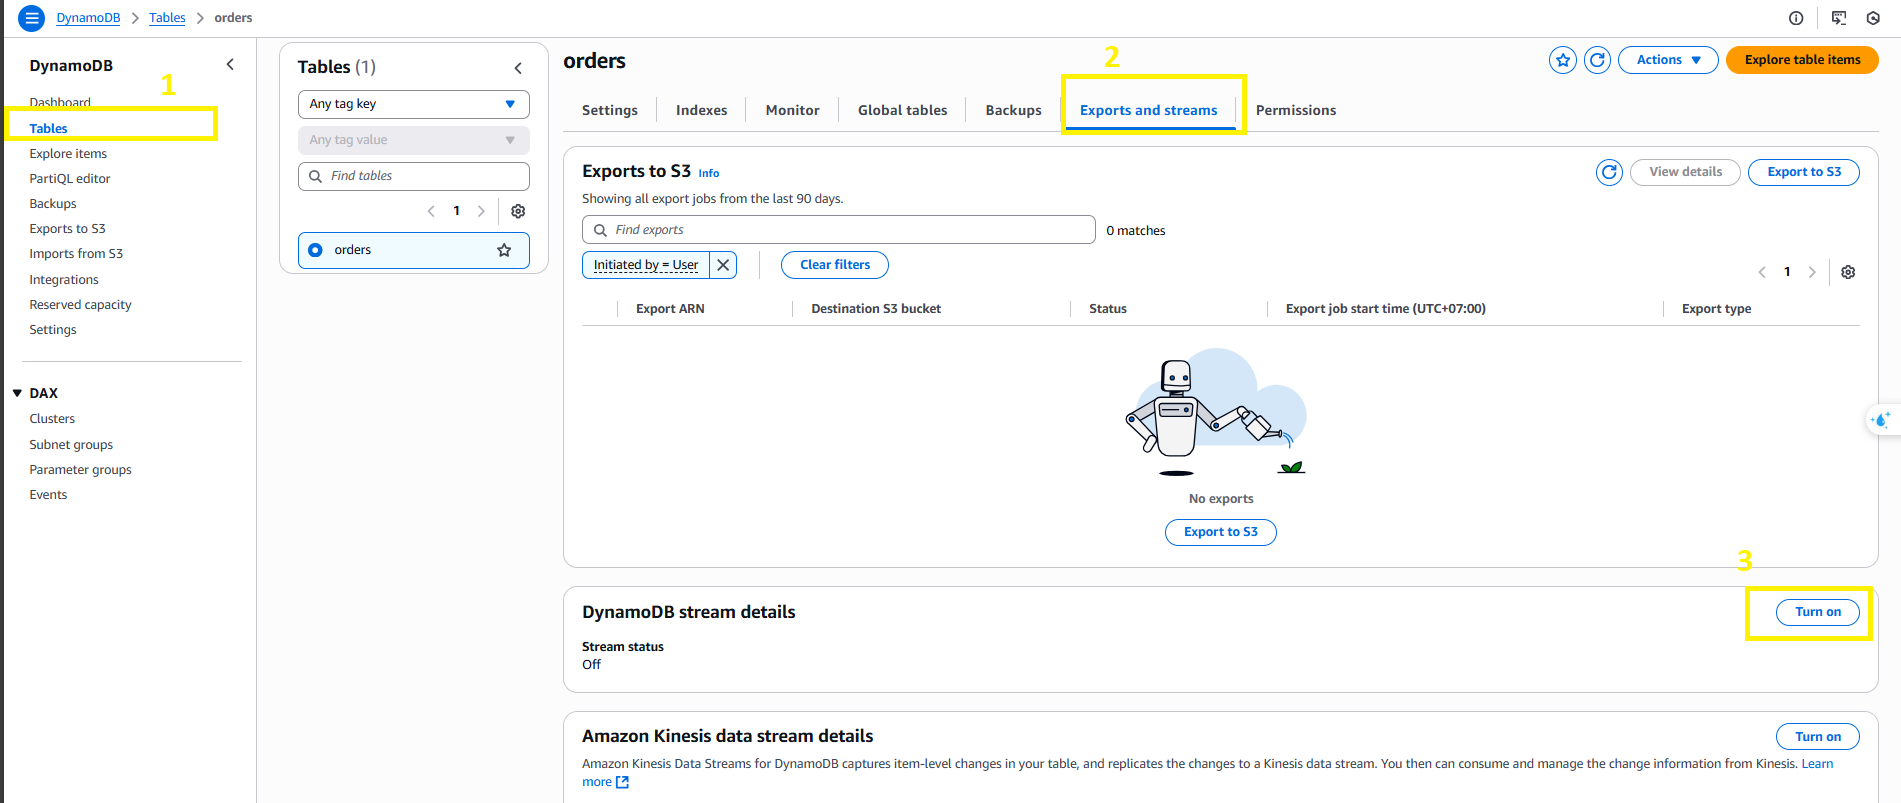 DynamoDB > Tables > orders
DynamoDB
1
Dashboard
Tables
Explore items
PartiQL editor
Backups
Exports to S3
Imports from S3
Integrations
Reserved capacity
Settings
DAX
Clusters
Subnet groups
Parameter groups
Events
Tables (1)
Any tag key
Any tag value
Find tables
1
orders
orders
2
Actions
Explore table items
Settings
Indexes
Monitor
Global tables
Backups
Exports and streams
Permissions
Exports to S3 Info
View details
Export to S3
Showing all export jobs from the last 90 days.
Find exports
0 matches
Initiated by = User
Clear filters
1
Export ARN
Destination S3 bucket
Status
Export job start time (UTC+07:00)
Export type
No exports
Export to S3
3
DynamoDB stream details
Turn on
Stream status
Off
Amazon Kinesis data stream details
Turn on
Amazon Kinesis Data Streams for DynamoDB captures item-level changes in your table, and replicates the changes to a Kinesis data stream. You then can consume and manage the change information from Kinesis. Learn
more